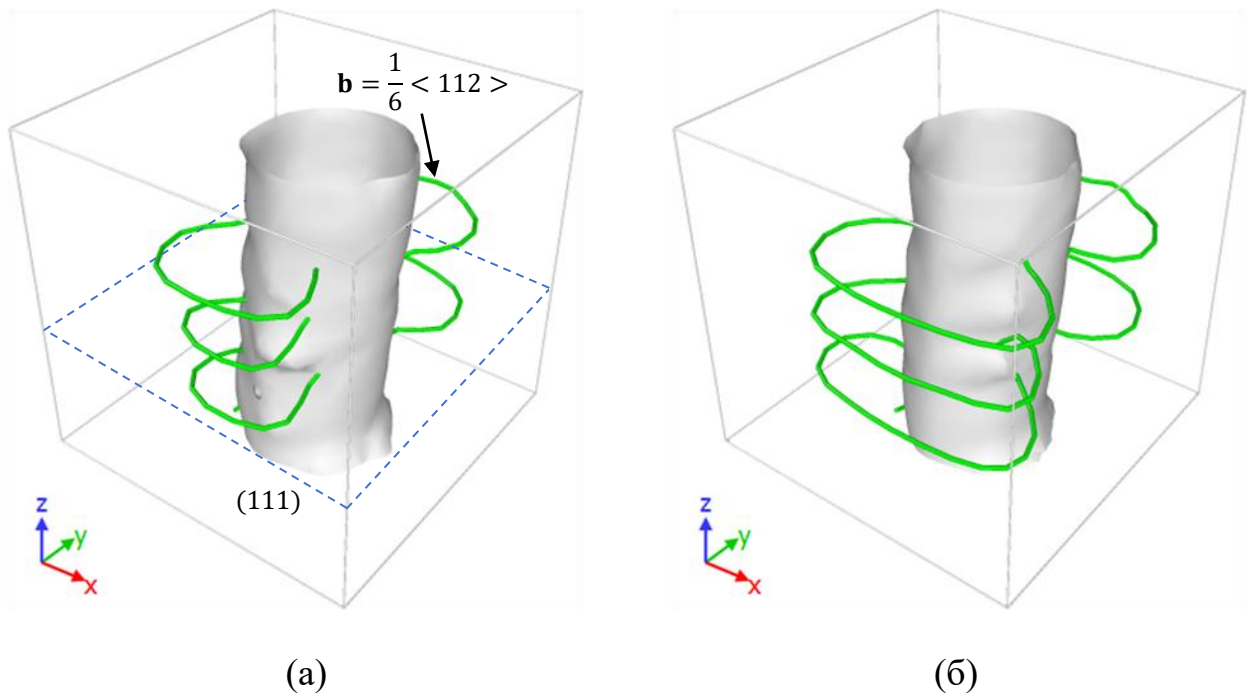 b = 1/6 < 112 >
(111)
z
y
x
z
y
x
(а)
(б)